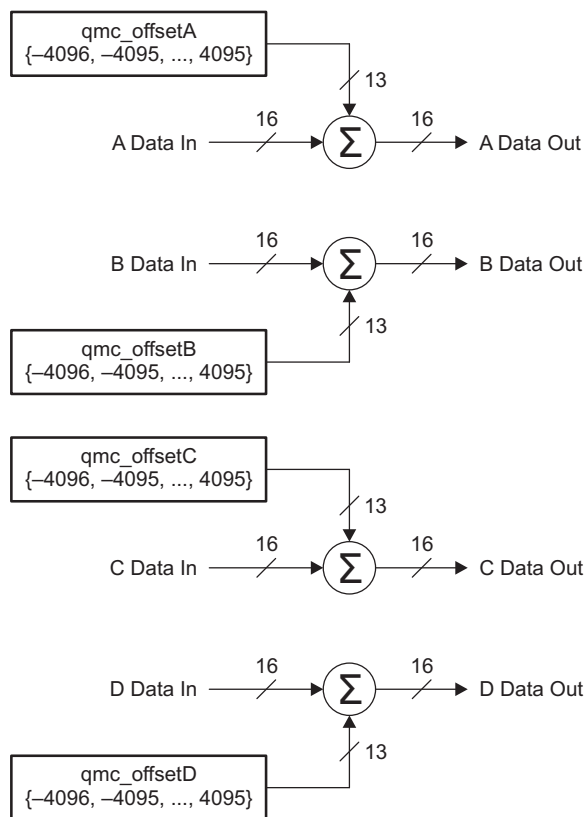 qmc_offsetA
{–4096, –4095, ..., 4095}
13
16
16
A Data In
Σ
A Data Out
16
16
B Data In
Σ
B Data Out
13
qmc_offsetB
{–4096, –4095, ..., 4095}
qmc_offsetC
{–4096, –4095, ..., 4095}
13
16
16
C Data In
Σ
C Data Out
16
16
D Data In
Σ
D Data Out
13
qmc_offsetD
{–4096, –4095, ..., 4095}